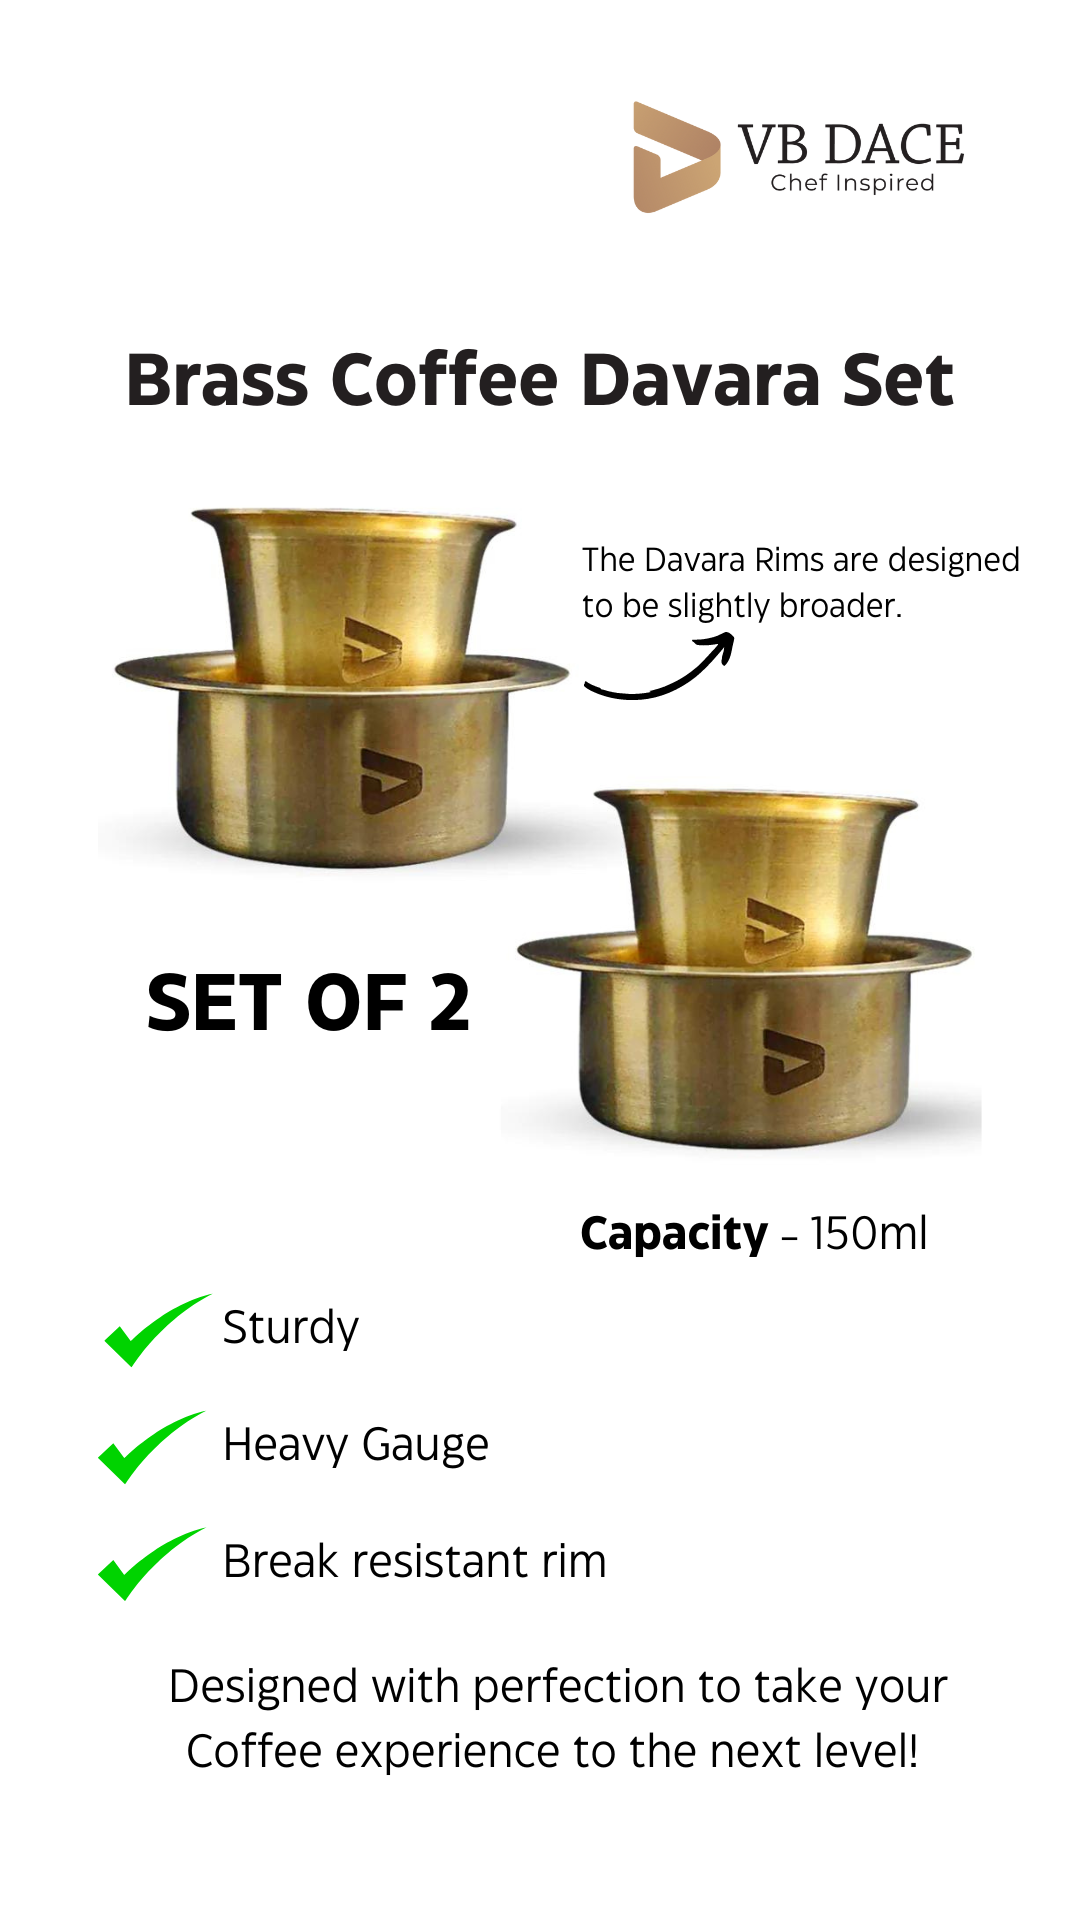 VB DACE
Chef Inspired
Brass Coffee Davara Set
The Davara Rims are designed
to be slightly broader.
SET OF 2
Capacity - 150ml
Sturdy
Heavy Gauge
Break resistant rim
Designed with perfection to take your
Coffee experience to the next level!